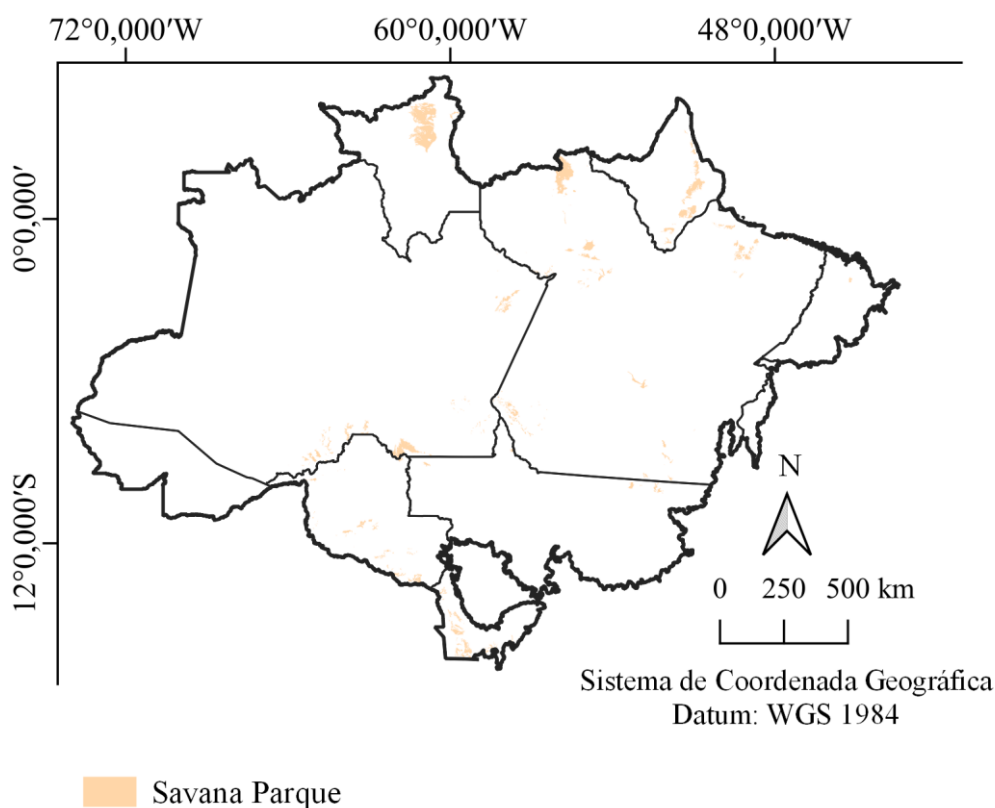 72°0,000′W 60°0,000′W 48°0,000′W
0°0,000′
12°0,000′S
N
0 250 500 km
Sistema de Coordenada Geográfica
Datum: WGS 1984
Savana Parque